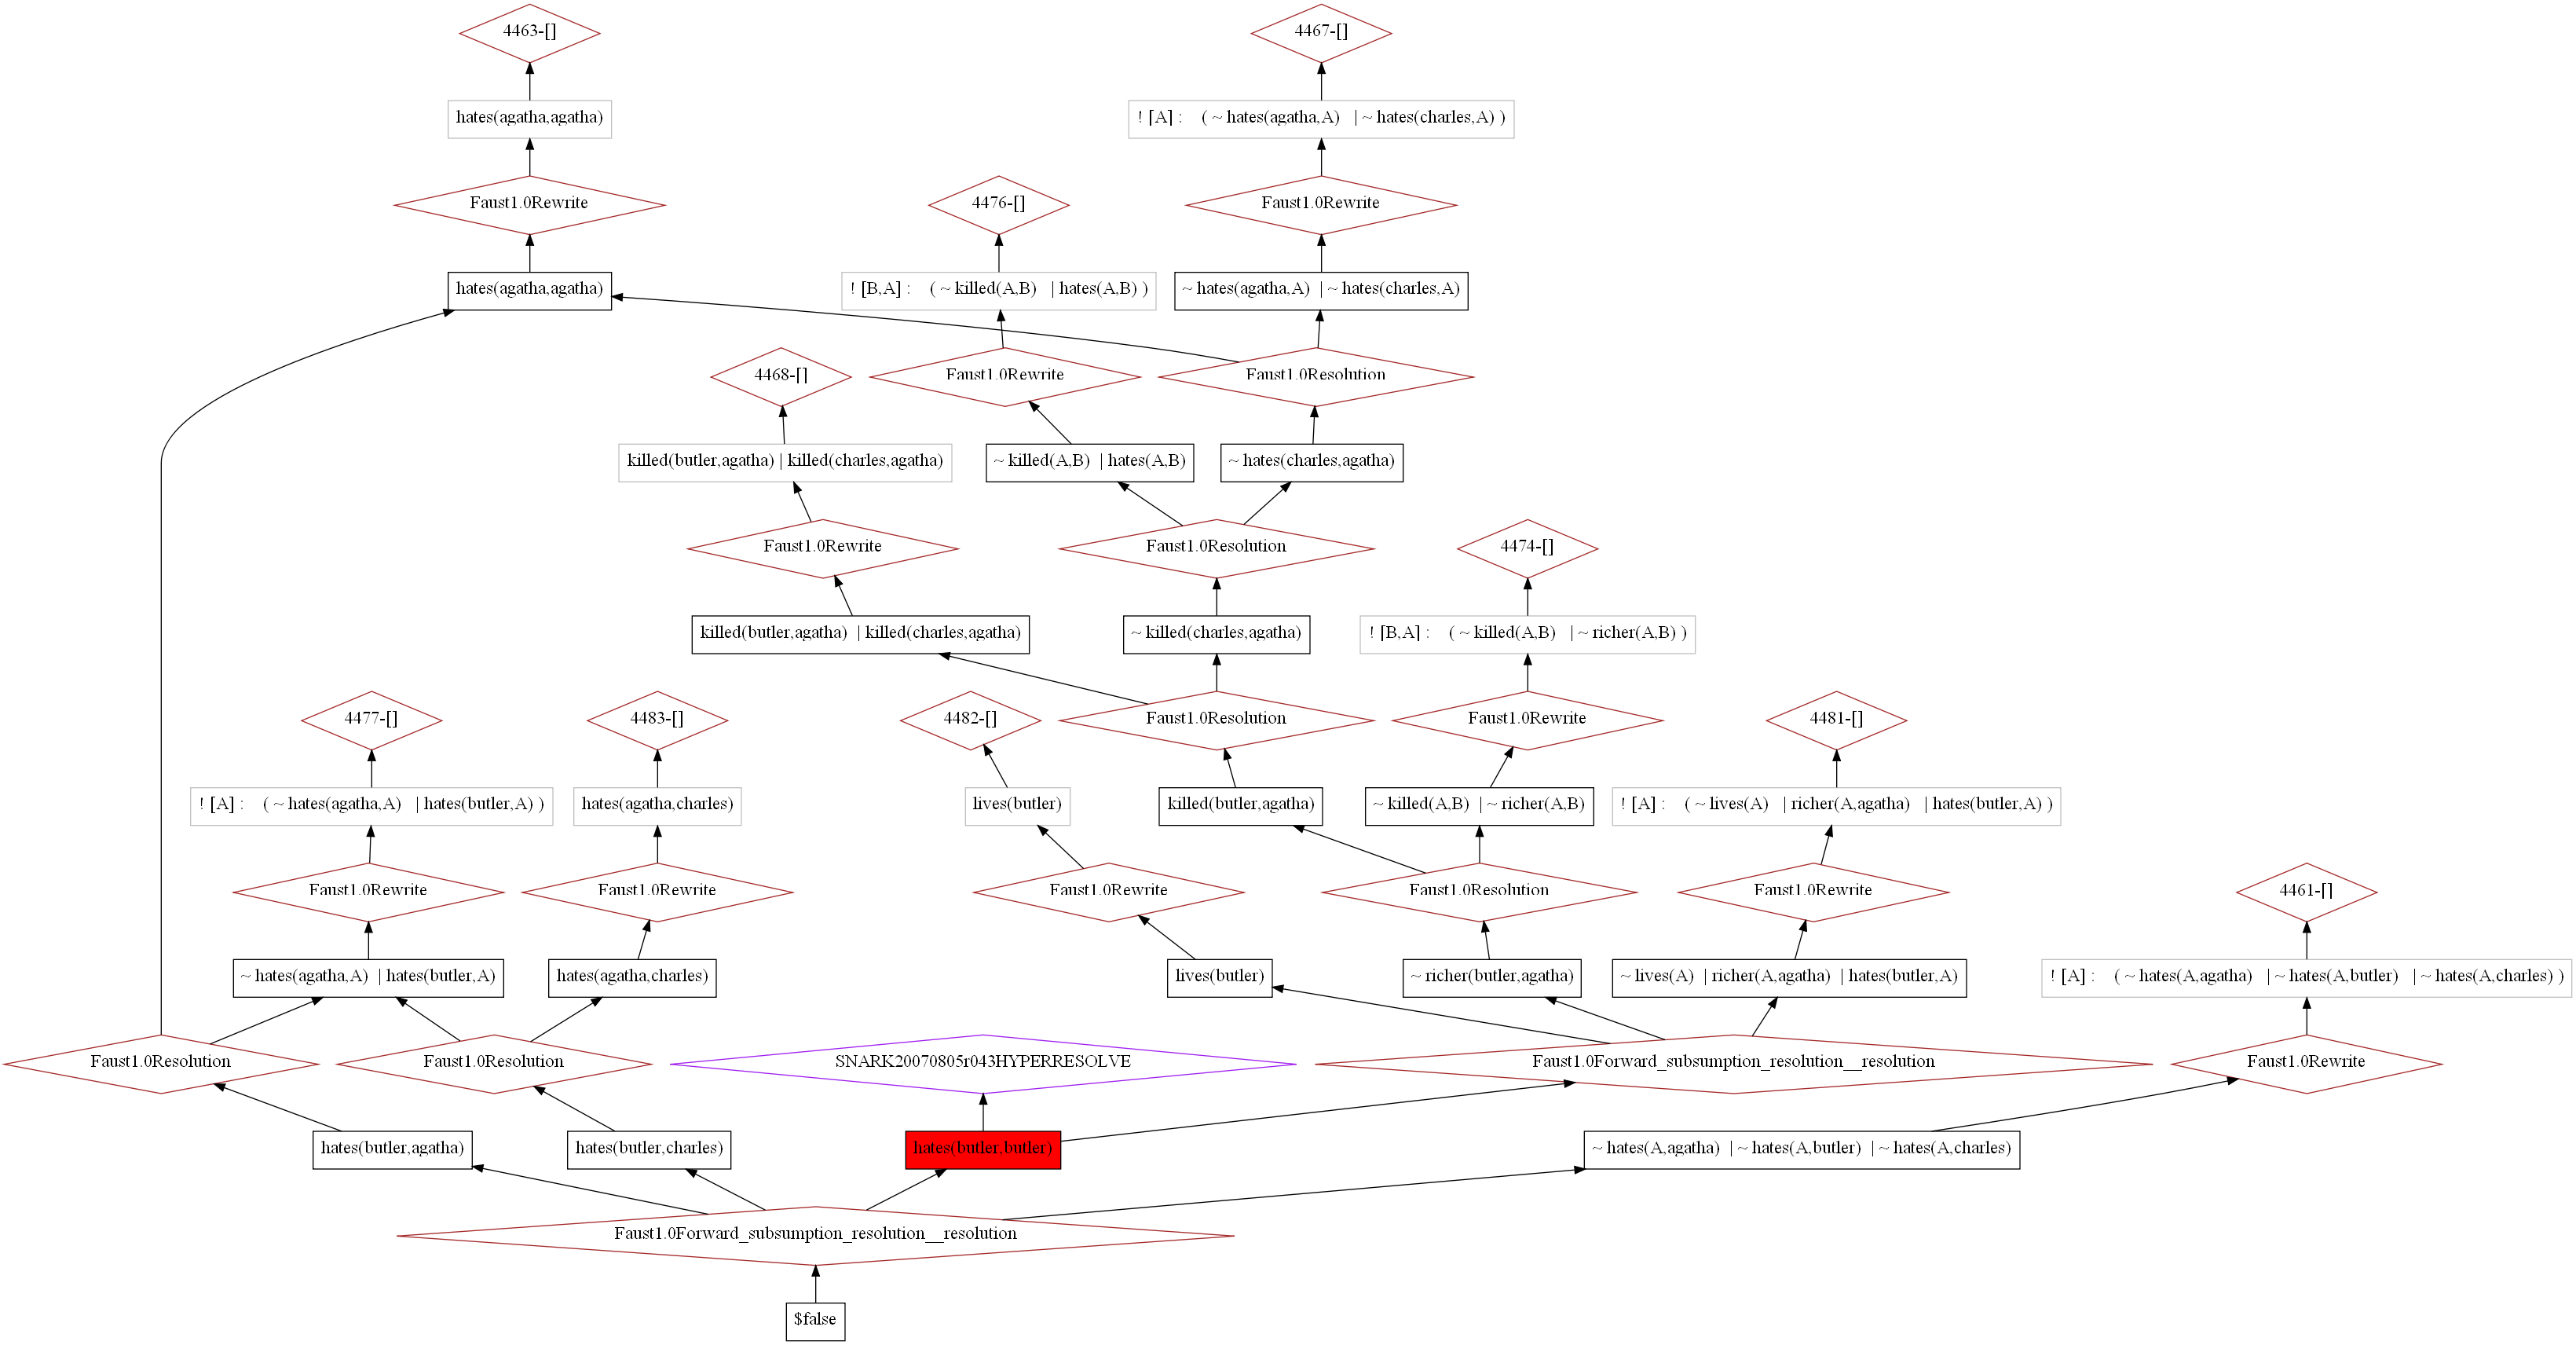 4463-[]
4467-[]
hates(agatha,agatha)
! [A] : ( ~ hates(agatha,A) | ~ hates(charles,A) )
Faust1.0Rewrite
4476-[]
Faust1.0Rewrite
hates(agatha,agatha)
! [B,A] : ( ~ killed(A,B) | hates(A,B) )
~ hates(agatha,A) | ~ hates(charles,A)
4468-[]
Faust1.0Rewrite
Faust1.0Resolution
killed(butler,agatha) | killed(charles,agatha)
~ killed(A,B) | hates(A,B)
~ hates(charles,agatha)
Faust1.0Rewrite
Faust1.0Resolution
4474-[]
killed(butler,agatha) | killed(charles,agatha)
~ killed(charles,agatha)
! [B,A] : ( ~ killed(A,B) | ~ richer(A,B) )
4477-[]
4483-[]
4482-[]
Faust1.0Resolution
Faust1.0Rewrite
4481-[]
! [A] : ( ~ hates(agatha,A) | hates(butler,A) )
hates(agatha,charles)
lives(butler)
killed(butler,agatha)
~ killed(A,B) | ~ richer(A,B)
! [A] : ( ~ lives(A) | richer(A,agatha) | hates(butler,A) )
Faust1.0Rewrite
Faust1.0Rewrite
Faust1.0Rewrite
Faust1.0Resolution
Faust1.0Rewrite
4461-[]
~ hates(agatha,A) | hates(butler,A)
hates(agatha,charles)
lives(butler)
~ richer(butler,agatha)
~ lives(A) | richer(A,agatha) | hates(butler,A)
! [A] : ( ~ hates(A,agatha) | ~ hates(A,butler) | ~ hates(A,charles) )
Faust1.0Resolution
Faust1.0Resolution
SNARK20070805r043HYPERRESOLVE
Faust1.0Forward_subsumption_resolution__resolution
Faust1.0Rewrite
hates(butler,agatha)
hates(butler,charles)
hates(butler,butler)
~ hates(A,agatha) | ~ hates(A,butler) | ~ hates(A,charles)
Faust1.0Forward_subsumption_resolution__resolution
$false